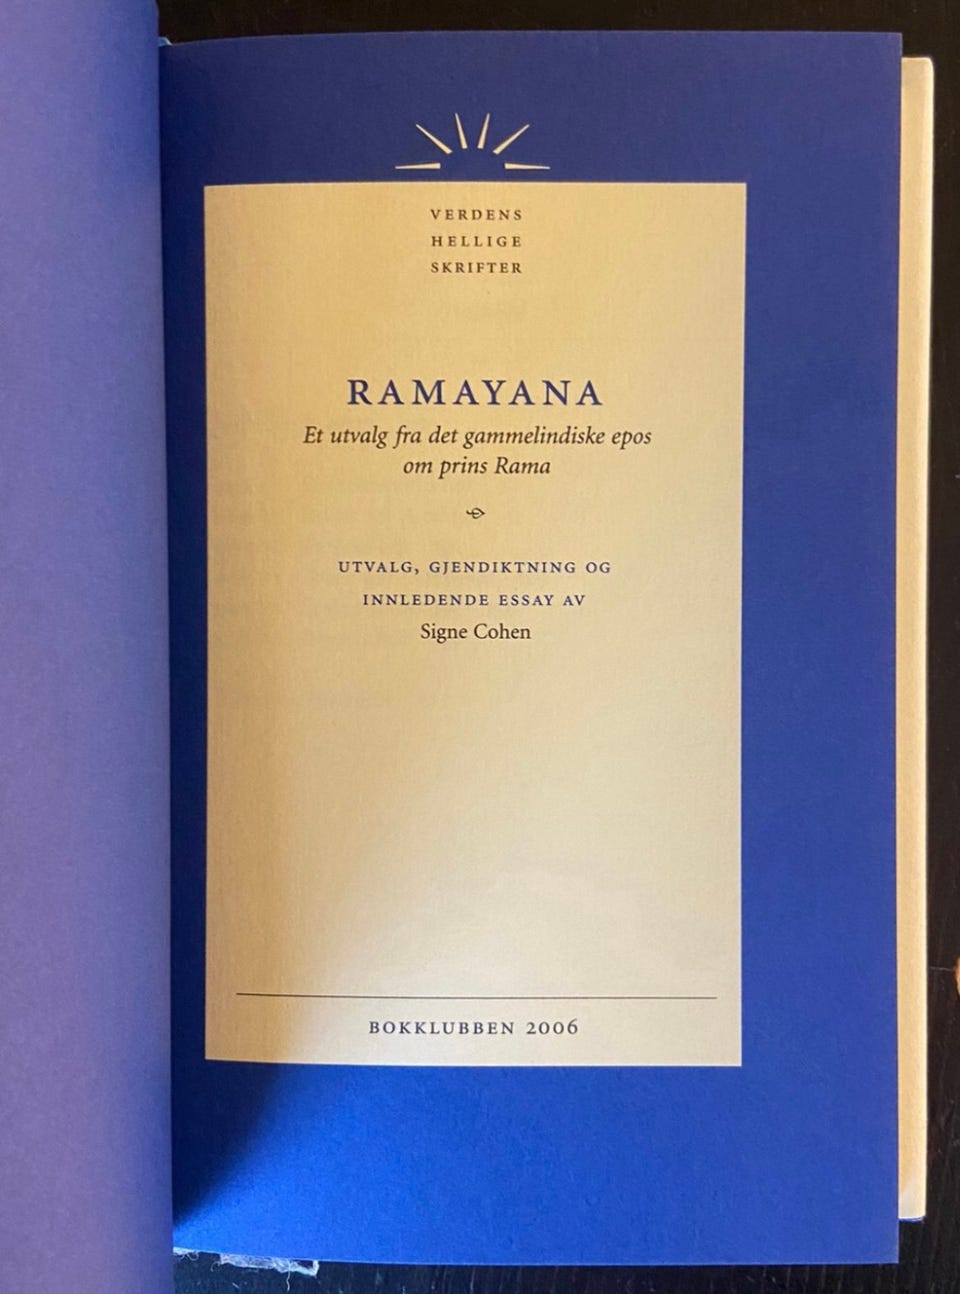 VERDENS
HELLIGE
SKRIFTER
RAMAYANA
Et utvalg fra det gammelindiske epos
om prins Rama
UTVALG, GJENDIKTNING OG
INNLEDENDE ESSAY AV
Signe Cohen
BOKKLUBBEN 2006